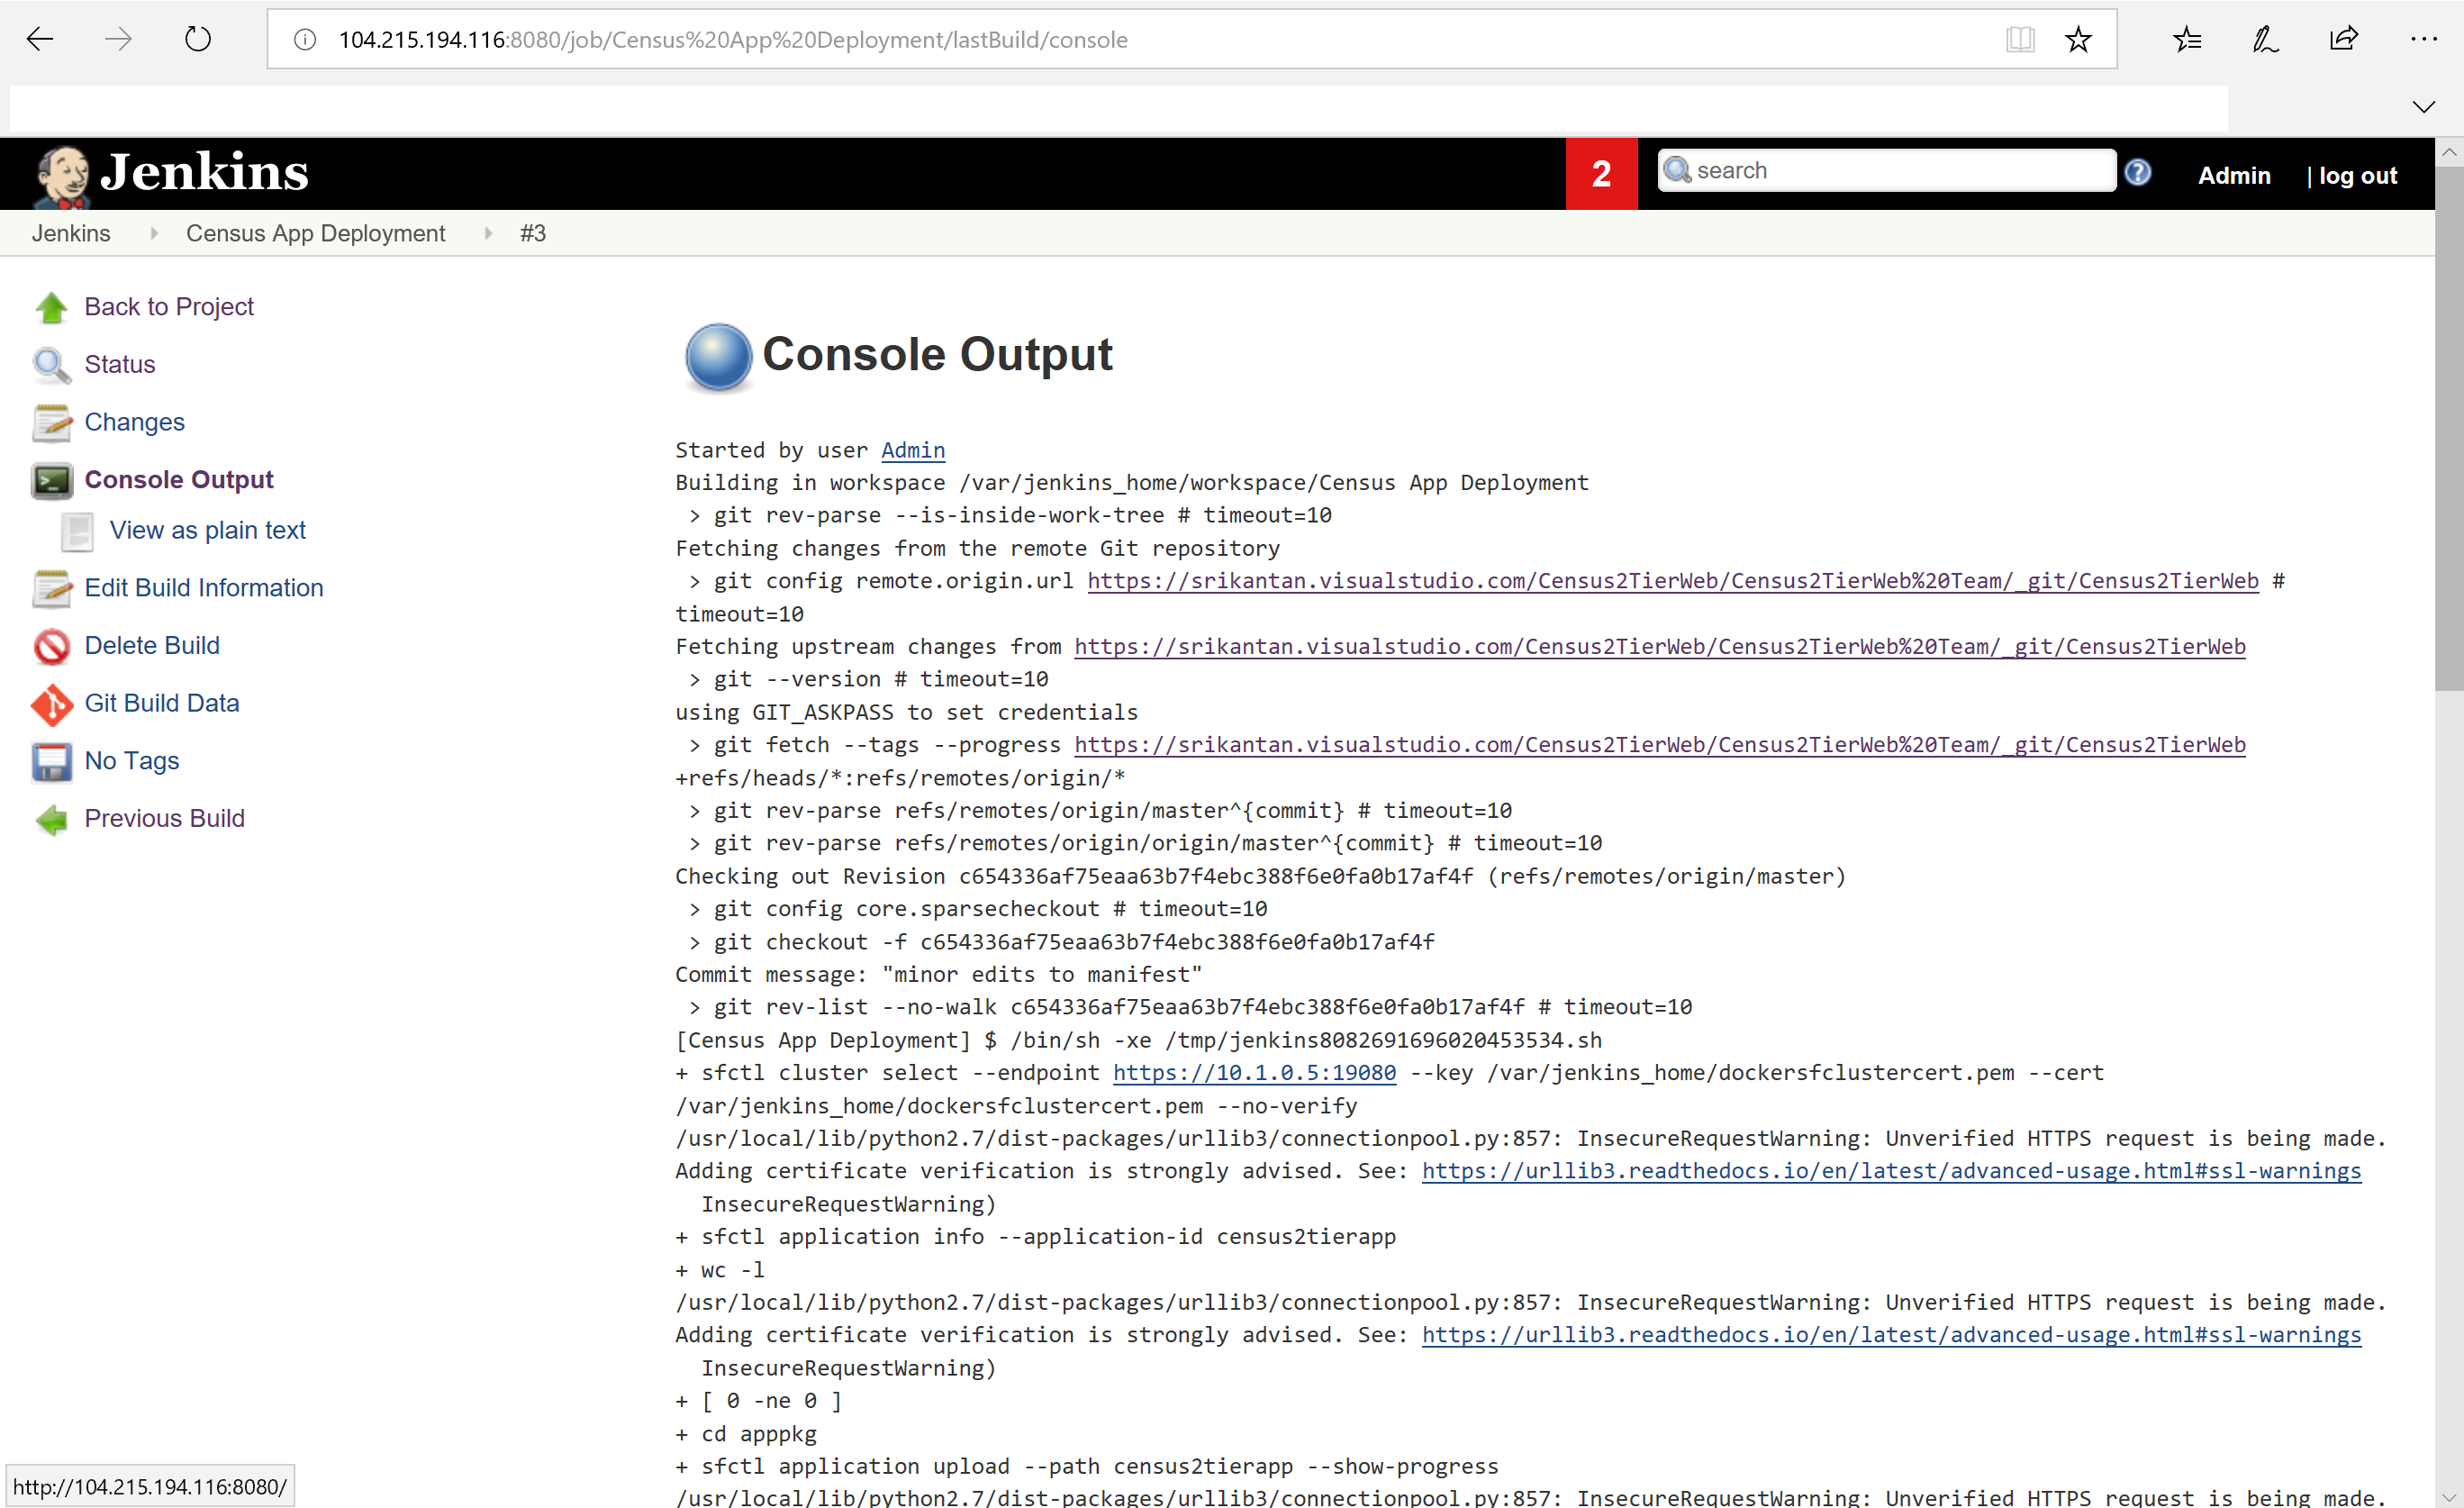 104.215.194.116:8080/job/Census%20App%20Deployment/lastBuild/console
Jenkins
2
search
Admin
| log out
Jenkins
Census App Deployment
#3
Back to Project
Status
Changes
Console Output
View as plain text
Edit Build Information
Delete Build
Git Build Data
No Tags
Previous Build
Console Output
Started by user Admin
Building in workspace /var/jenkins_home/workspace/Census App Deployment
> git rev-parse --is-inside-work-tree # timeout=10
Fetching changes from the remote Git repository
> git config remote.origin.url https://srikantan.visualstudio.com/Census2TierWeb/Census2TierWeb%20Team/_git/Census2TierWeb #
timeout=10
Fetching upstream changes from https://srikantan.visualstudio.com/Census2TierWeb/Census2TierWeb%20Team/_git/Census2TierWeb
> git --version # timeout=10
using GIT_ASKPASS to set credentials
> git fetch --tags --progress https://srikantan.visualstudio.com/Census2TierWeb/Census2TierWeb%20Team/_git/Census2TierWeb
+refs/heads/*:refs/remotes/origin/*
> git rev-parse refs/remotes/origin/master^{commit} # timeout=10
> git rev-parse refs/remotes/origin/origin/master^{commit} # timeout=10
Checking out Revision c654336af75eaa63b7f4ebc388f6e0fa0b17af4f (refs/remotes/origin/master)
> git config core.sparsecheckout # timeout=10
> git checkout -f c654336af75eaa63b7f4ebc388f6e0fa0b17af4f
Commit message: "minor edits to manifest"
> git rev-list --no-walk c654336af75eaa63b7f4ebc388f6e0fa0b17af4f # timeout=10
[Census App Deployment] $ /bin/sh -xe /tmp/jenkins8082691696020453534.sh
+ sfctl cluster select --endpoint https://10.1.0.5:19080 --key /var/jenkins_home/dockersfclustercert.pem --cert
/var/jenkins_home/dockersfclustercert.pem --no-verify
/usr/local/lib/python2.7/dist-packages/urllib3/connectionpool.py:857: InsecureRequestWarning: Unverified HTTPS request is being made.
Adding certificate verification is strongly advised. See: https://urllib3.readthedocs.io/en/latest/advanced-usage.html#ssl-warnings
InsecureRequestWarning)
+ sfctl application info --application-id census2tierapp
+ wc -l
/usr/local/lib/python2.7/dist-packages/urllib3/connectionpool.py:857: InsecureRequestWarning: Unverified HTTPS request is being made.
Adding certificate verification is strongly advised. See: https://urllib3.readthedocs.io/en/latest/advanced-usage.html#ssl-warnings
InsecureRequestWarning)
+ [ 0 -ne 0 ]
+ cd apppkg
+ sfctl application upload --path census2tierapp --show-progress
/usr/local/lib/python2.7/dist-packages/urllib3/connectionpool.py:857: InsecureRequestWarning: Unverified HTTPS request is being made.
http://104.215.194.116:8080/